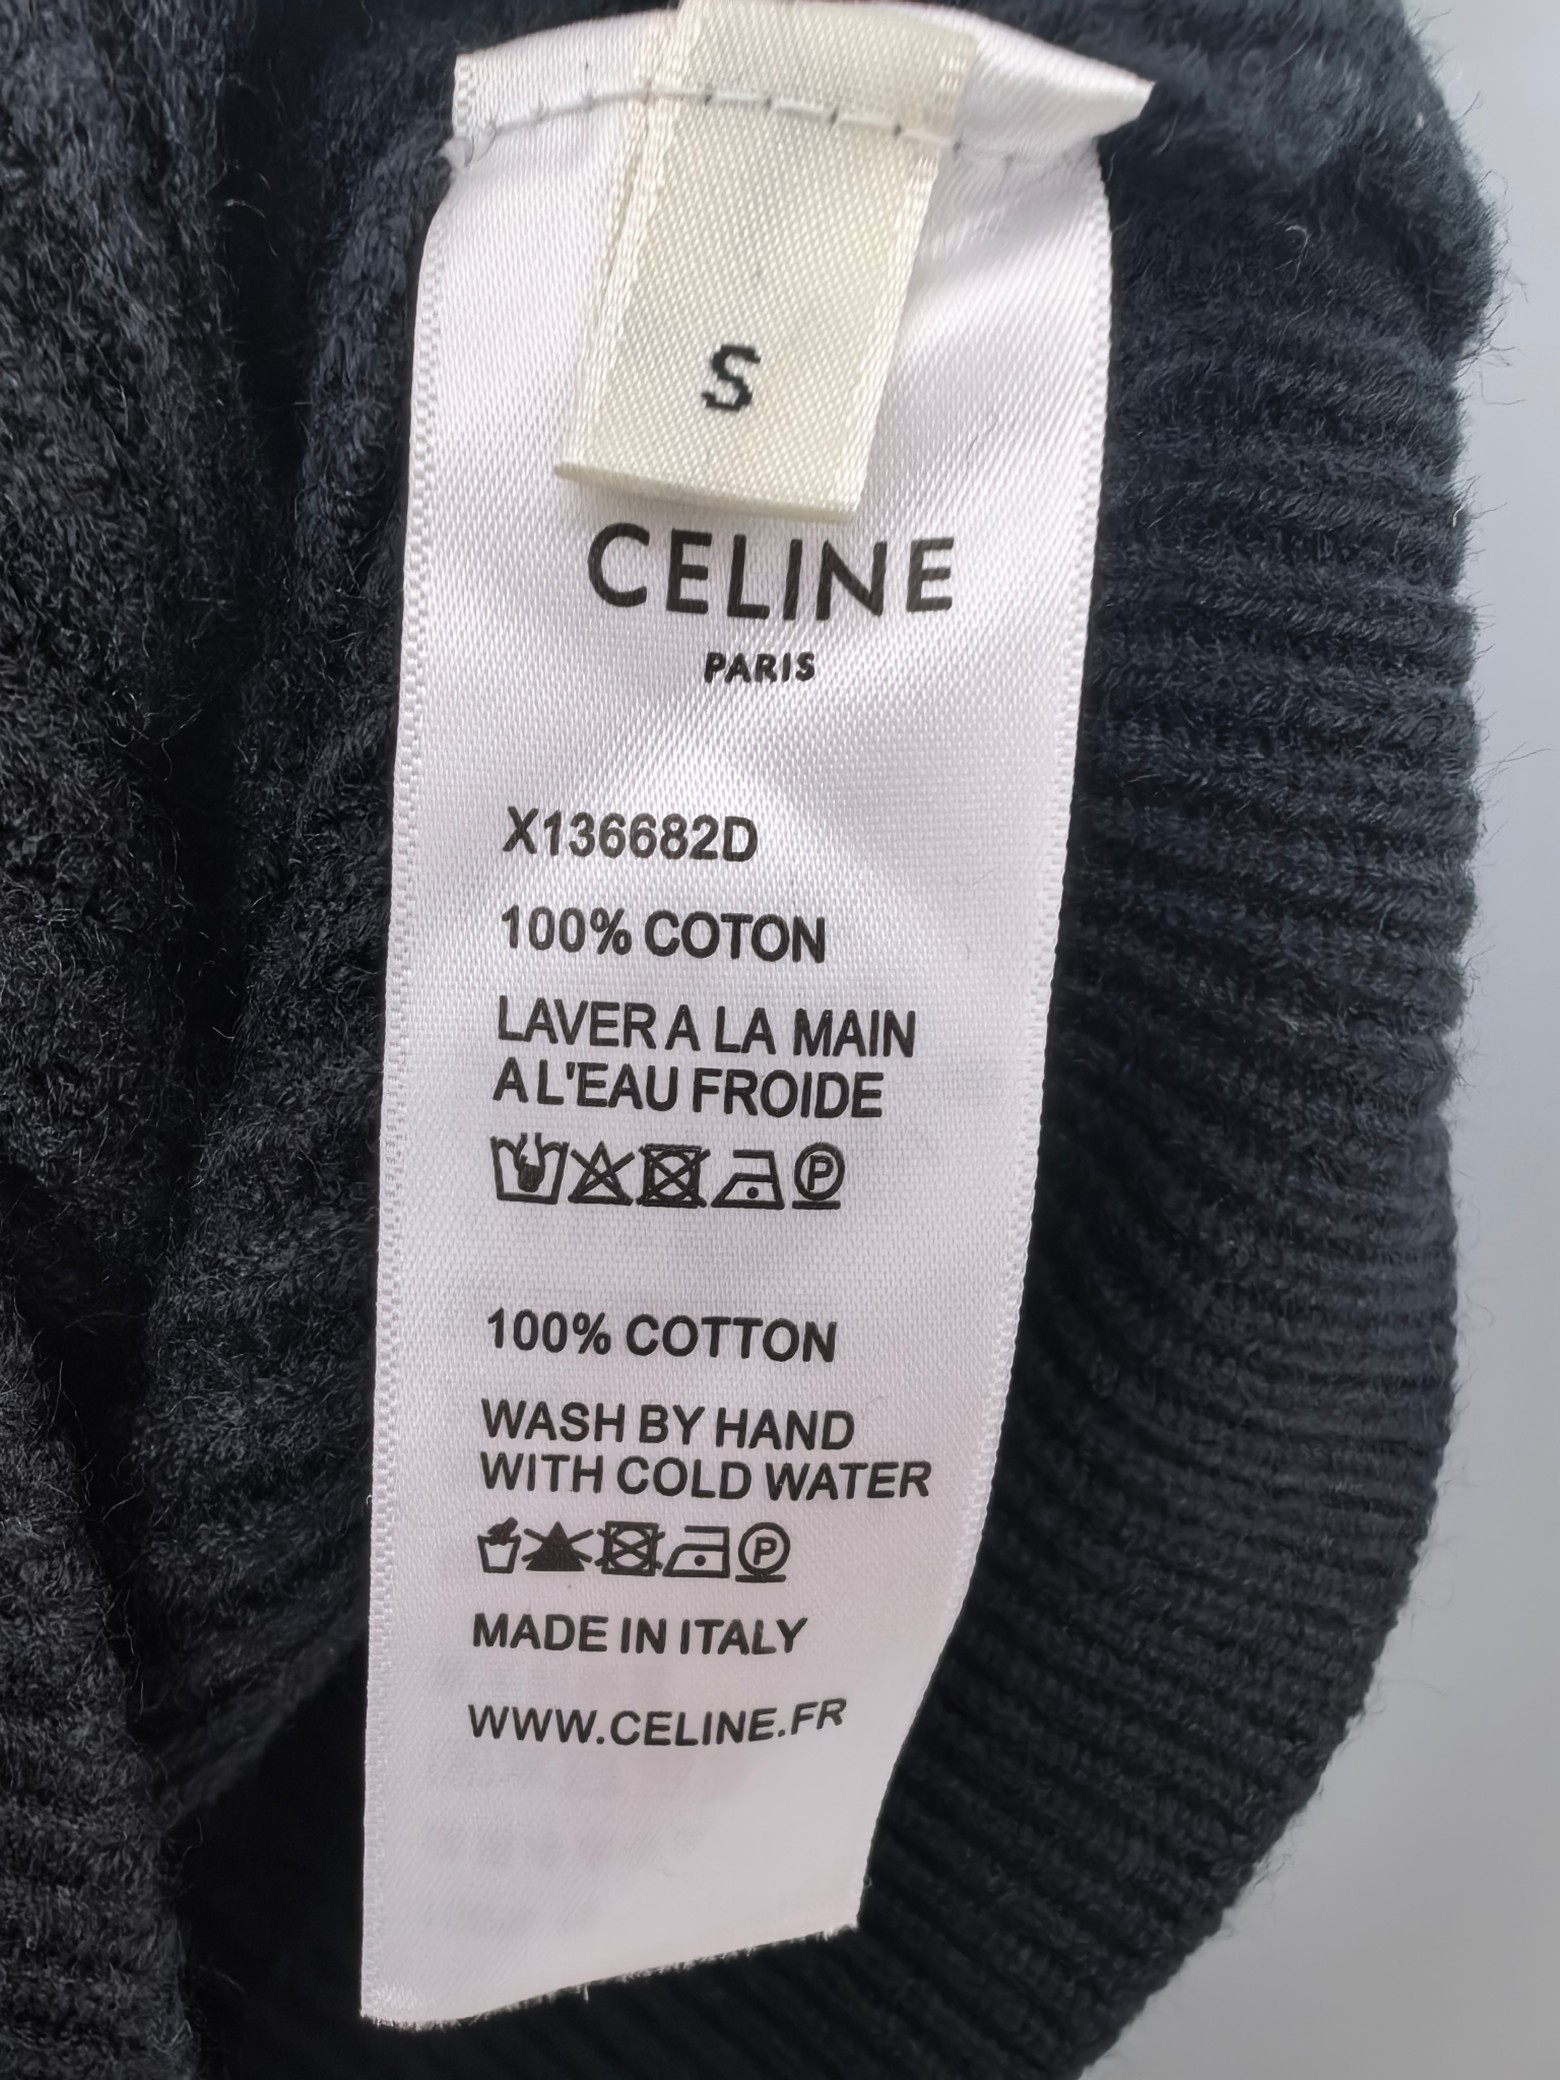 S
CELINE
PARIS
X136682D
100% COTON
LAVER A LA MAIN
A L'EAU FROIDE
P
100% COTTON
WASH BY HAND
WITH COLD WATER
P
MADE IN ITALY
WWW.CELINE.FR